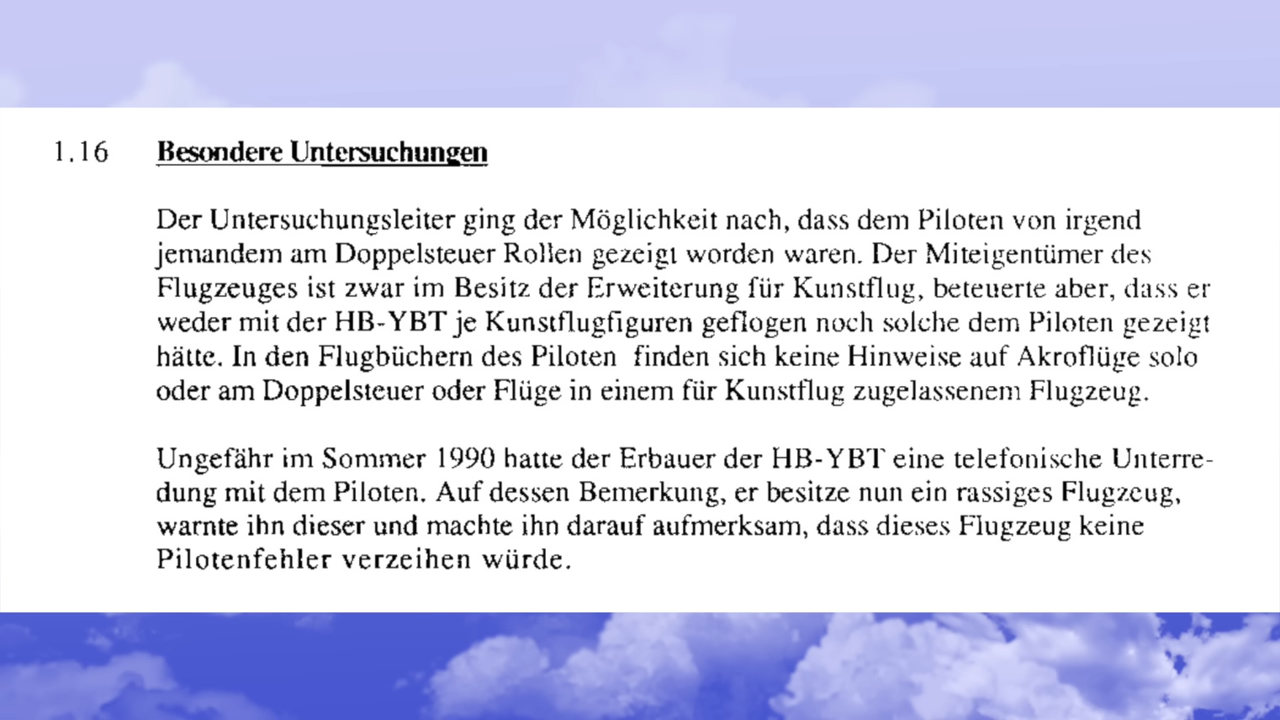 1.16 Besondere Untersuchungen
Der Untersuchungsleiter ging der Möglichkeit nach, dass dem Piloten von irgend
jemandem am Doppelsteuer Rollen gezeigt worden waren. Der Miteigentümer des
Flugzeuges ist zwar im Besitz der Erweiterung für Kunstflug, beteuerte aber, dass er
weder mit der HB-YBT je Kunstflugfiguren geflogen noch solche dem Piloten gezeigt
hätte. In den Flugbüchern des Piloten finden sich keine Hinweise auf Akroflüge solo
oder am Doppelsteuer oder Flüge in einem für Kunstflug zugelassenem Flugzeug.
Ungefähr im Sommer 1990 hatte der Erbauer der HB-YBT eine telefonische Unterre-
dung mit dem Piloten. Auf dessen Bemerkung, er besitze nun ein rassiges Flugzeug,
warnte ihn dieser und machte ihn darauf aufmerksam, dass dieses Flugzeug keine
Pilotenfehler verzeihen würde.